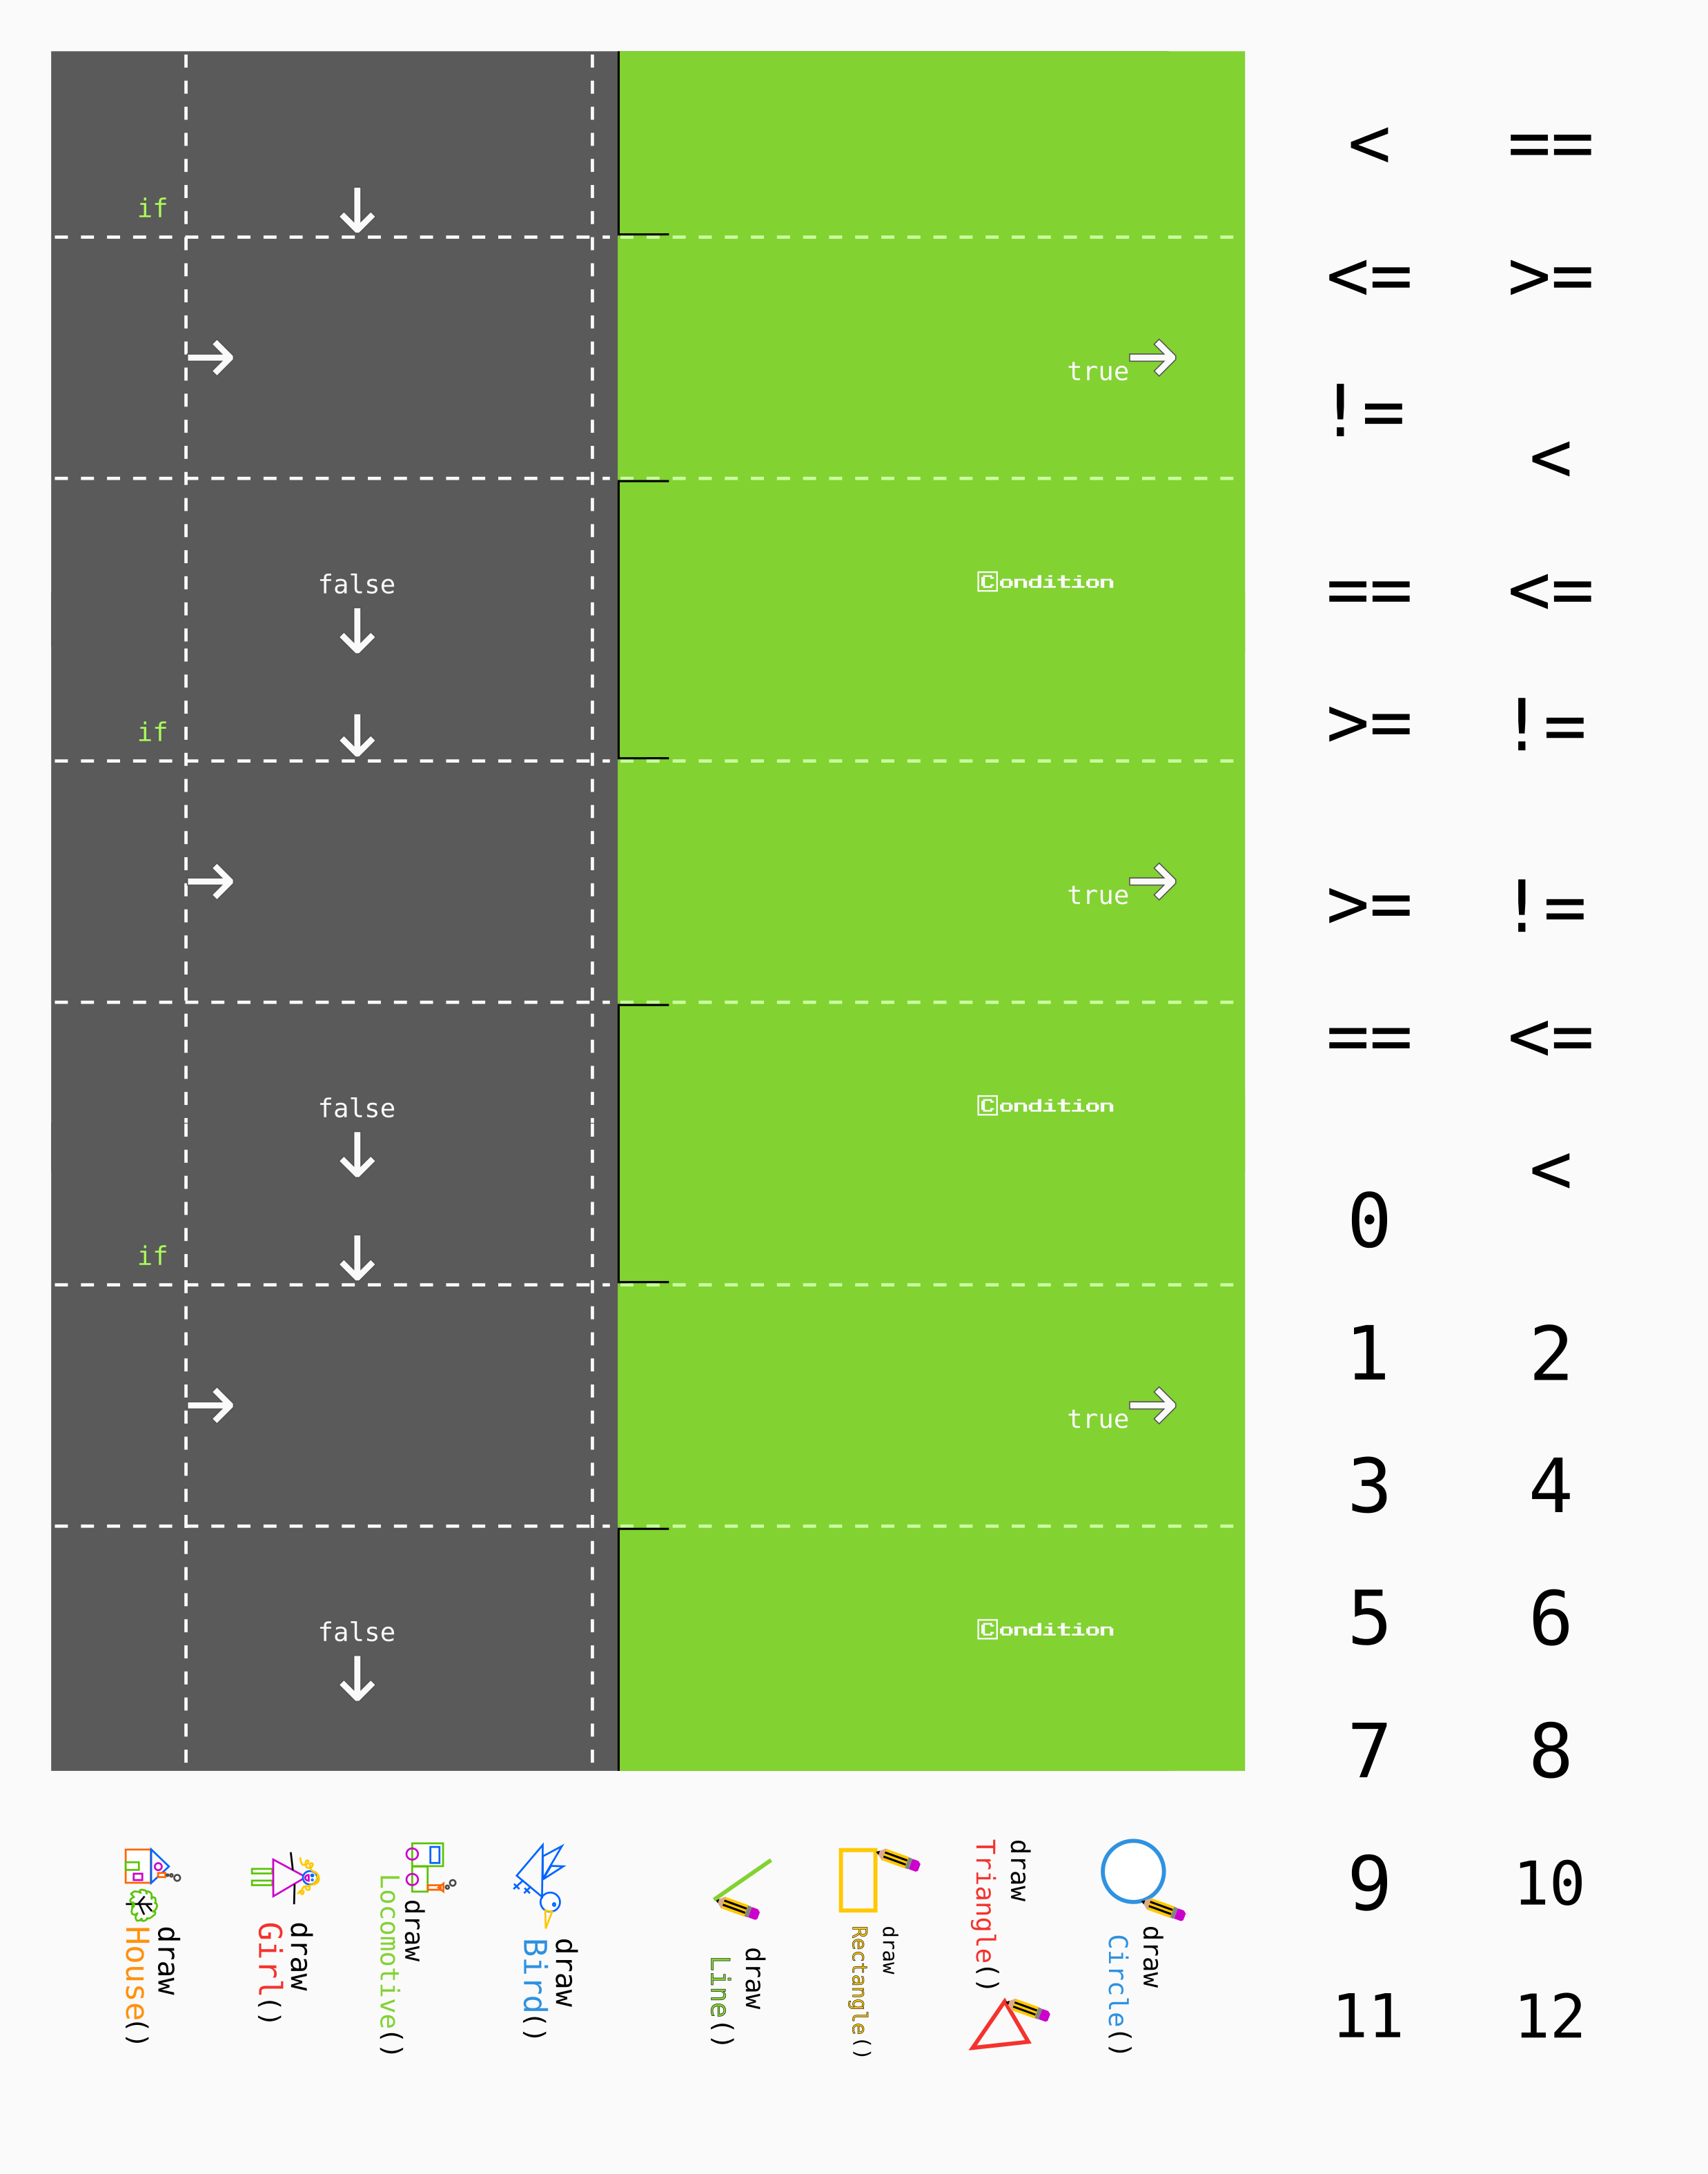 if
true
false
Condition
if
true
false
Condition
if
true
false
Condition
< ==
<= >=
!=
<
== <=
>= !=
>= !=
== <=
<
0
1 2
3 4
5 6
7 8
9 10
11 12
draw
House()
draw
Girl()
draw
Locomotive()
draw
Bird()
draw
Line()
draw
Rectangle()
draw
Triangle()
draw
Circle()